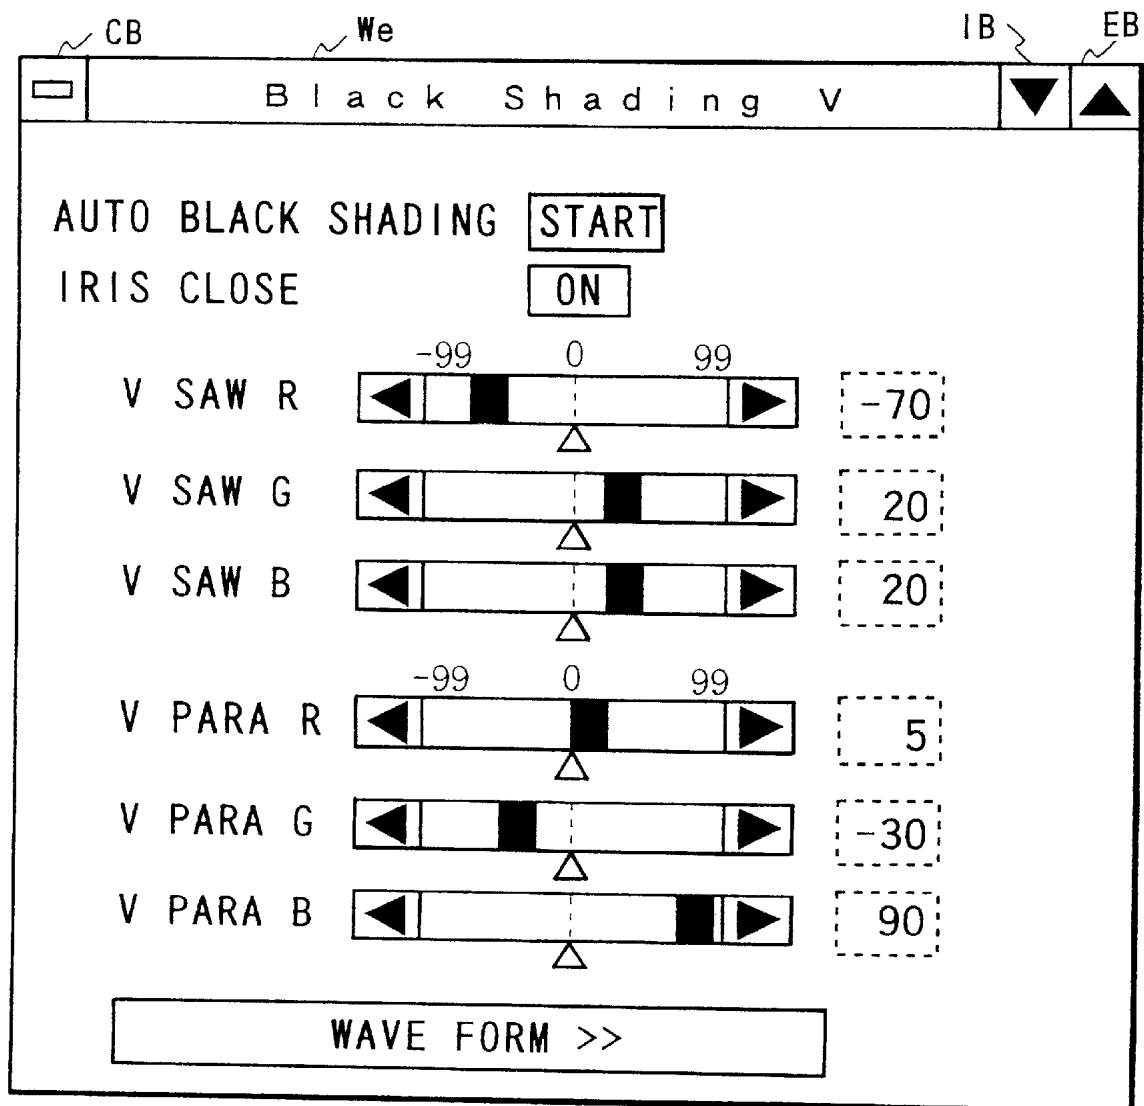 CB We IB EB
Black Shading V
AUTO BLACK SHADING START
IRIS CLOSE ON
-99 0 99
V SAW R -70
V SAW G 20
V SAW B 20
-99 0 99
V PARA R 5
V PARA G -30
V PARA B 90
WAVE FORM >>